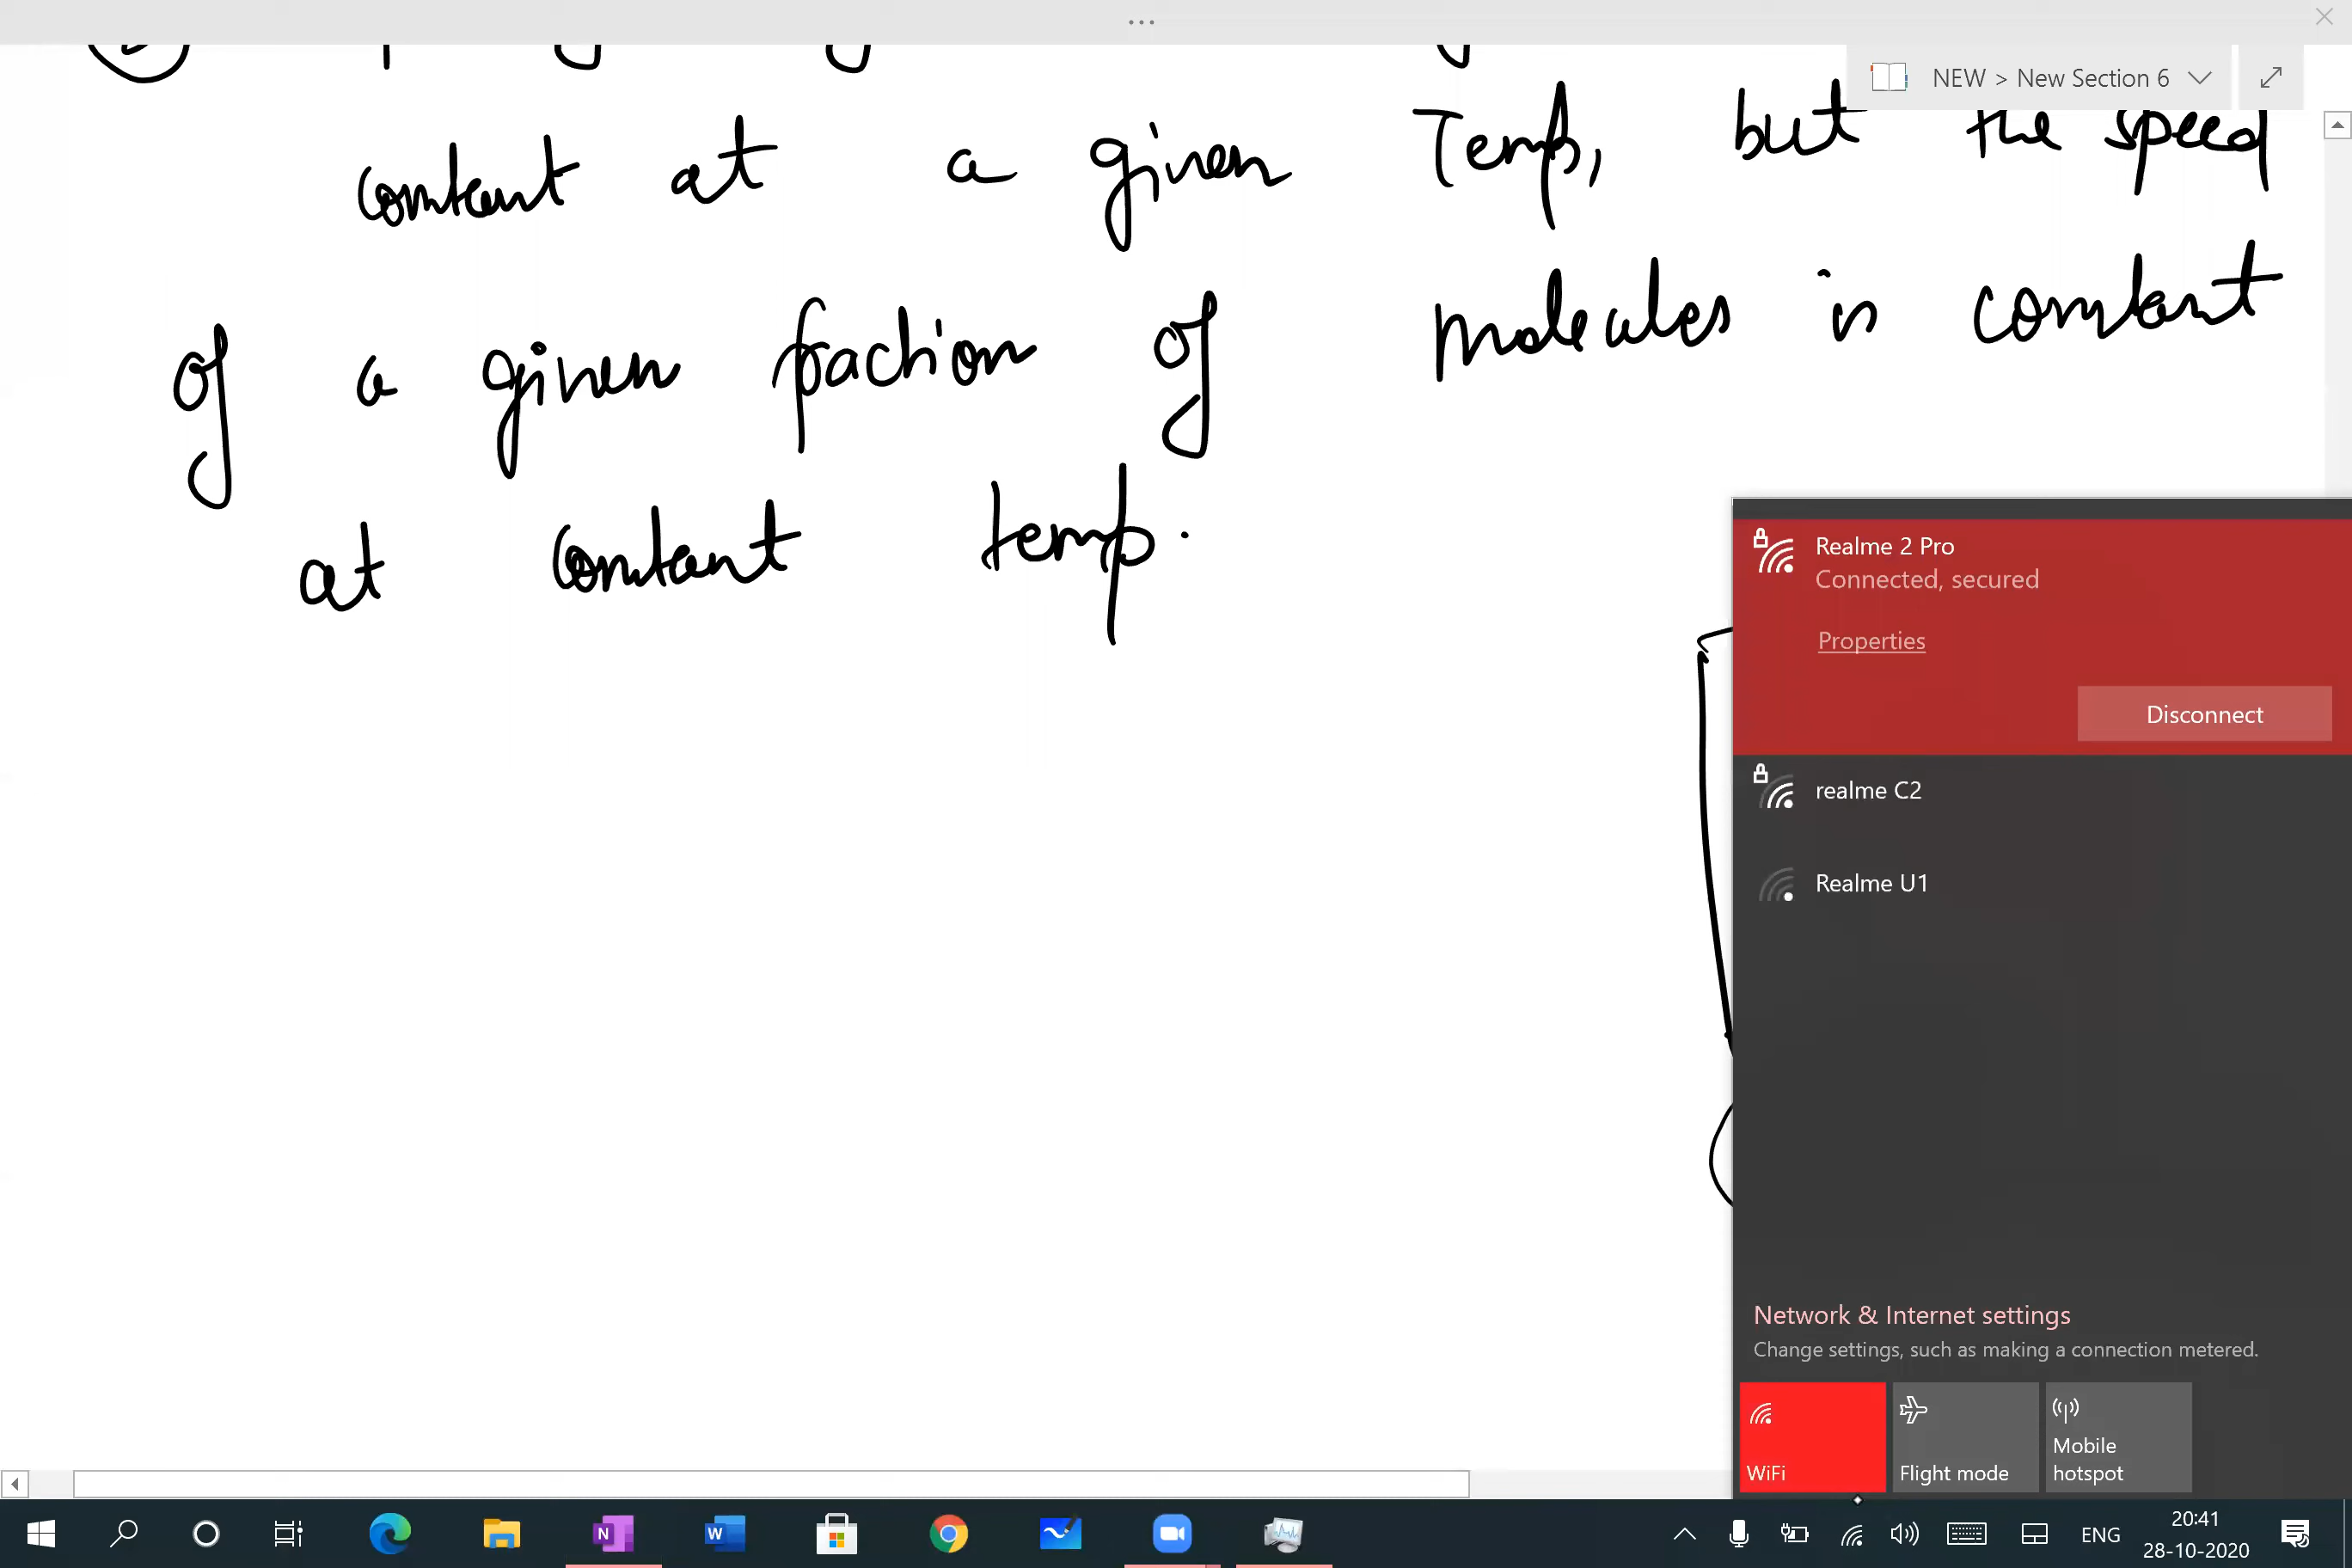 NEW > New Section 6
constant at a given Temp, but the speed
of a given fraction of molecules is constant
at constant temp.
Realme 2 Pro
Connected, secured
Properties
Disconnect
realme C2
Realme U1
Network & Internet settings
Change settings, such as making a connection metered.
WiFi
Flight mode
Mobile
hotspot
N
W
ENG
20:41
28-10-2020